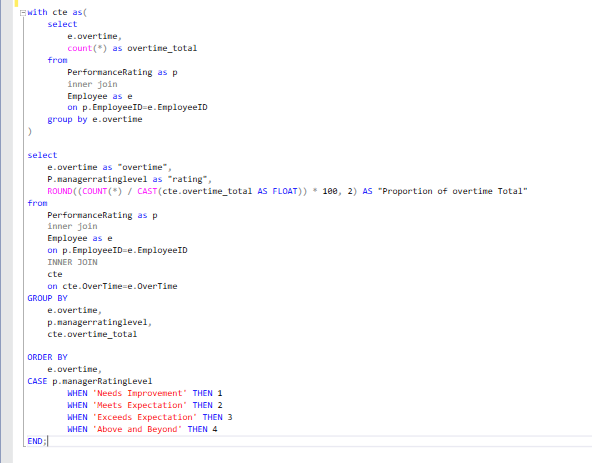 with cte as(
select
e.overtime,
count(*) as overtime_total
from
PerformanceRating as p
inner join
Employee as e
on p.EmployeeID=e.EmployeeID
group by e.overtime
)
select
e.overtime as "overtime",
P.managerratinglevel as "rating",
ROUND((COUNT(*) / CAST(cte.overtime_total AS FLOAT)) * 100, 2) AS "Proportion of overtime Total"
from
PerformanceRating as p
inner join
Employee as e
on p.EmployeeID=e.EmployeeID
INNER JOIN
cte
on cte.OverTime=e.OverTime
GROUP BY
e.overtime,
p.managerratinglevel,
cte.overtime_total
ORDER BY
e.overtime,
CASE p.managerRatingLevel
WHEN 'Needs Improvement' THEN 1
WHEN 'Meets Expectation' THEN 2
WHEN 'Exceeds Expectation' THEN 3
WHEN 'Above and Beyond' THEN 4
END;